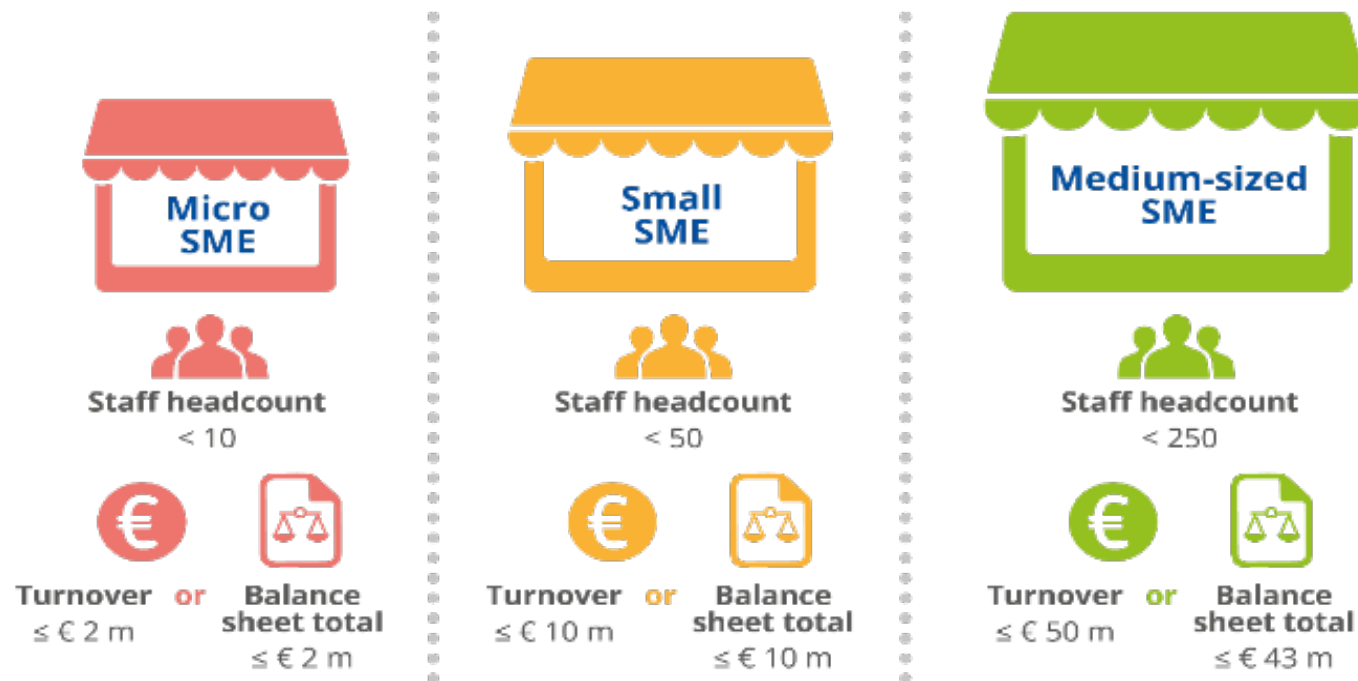 Micro
SME
Staff headcount
< 10
€
Turnover or Balance
sheet total
≤ € 2 m
≤ € 2 m
Small
SME
Staff headcount
< 50
€
Turnover or Balance
sheet total
≤ € 10 m
≤ € 10 m
Medium-sized
SME
Staff headcount
< 250
€
Turnover or Balance
sheet total
≤ € 50 m
≤ € 43 m